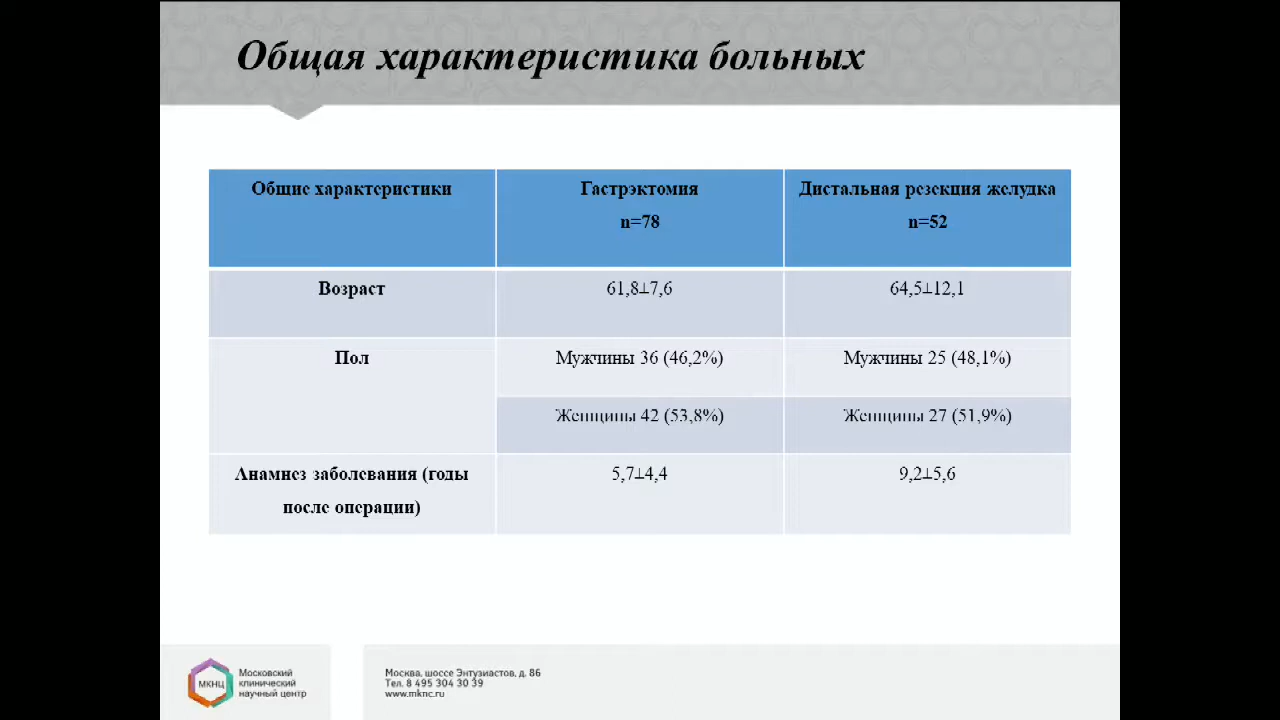 Общая характеристика больных
Общие характеристики
Гастрэктомия
n=78
Дистальная резекция желудка
n=52
Возраст
61,8±7,6
64,5±12,1
Пол
Мужчины 36 (46,2%)
Мужчины 25 (48,1%)
Женщины 42 (53,8%)
Женщины 27 (51,9%)
Анамнез заболевания (годы
после операции)
5,7±4,4
9,2±5,6
МКНЦ
Московский
клинический
научный центр
Москва, шоссе Энтузиастов, д. 86
Тел. 8 495 304 30 39
www.mknc.ru